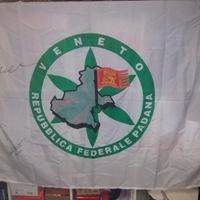 VENETO
REPUBBLICA FEDERALE PADANA